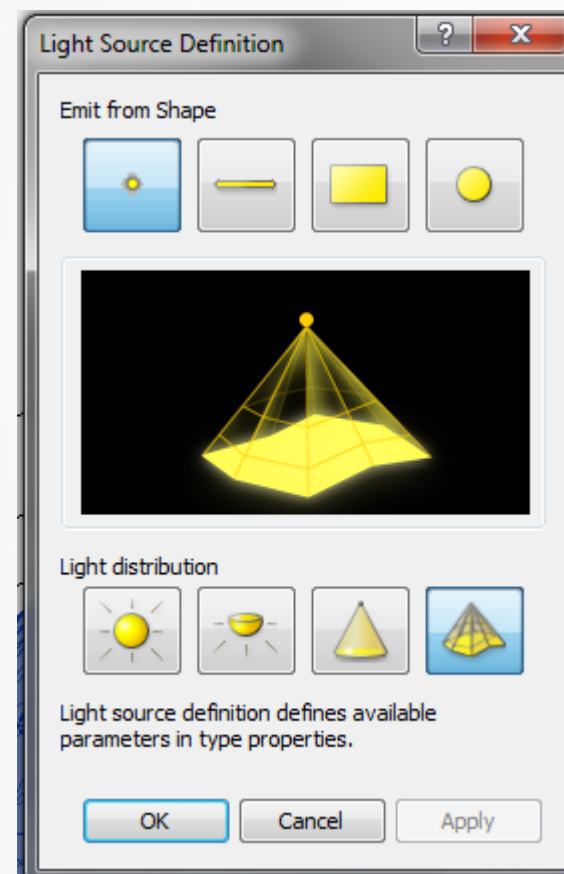 Light Source Definition
?
X
Emit from Shape
Light distribution
Light source definition defines available
parameters in type properties.
OK
Cancel
Apply